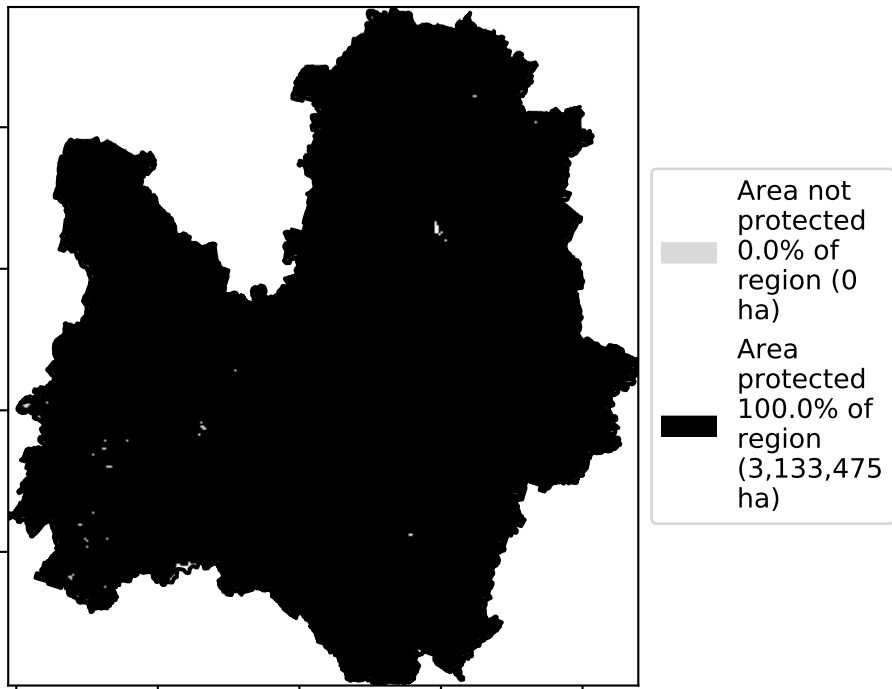 Area not
protected
0.0% of
region (0
ha)
Area
protected
100.0% of
region
(3,133,475
ha)